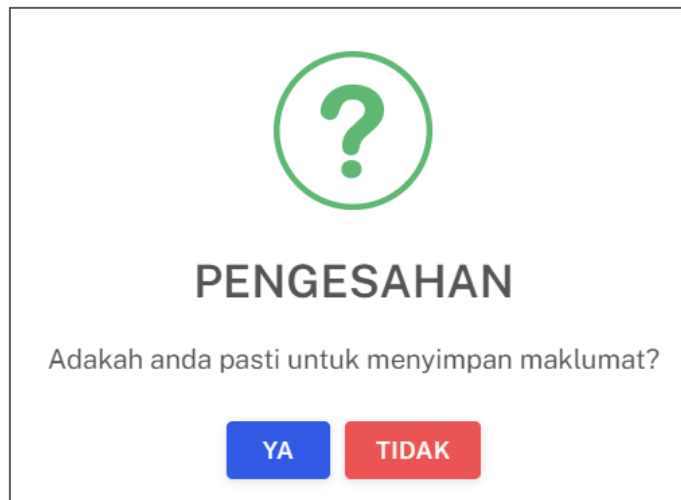 ?
PENGESAHAN
Adakah anda pasti untuk menyimpan maklumat?
YA
TIDAK